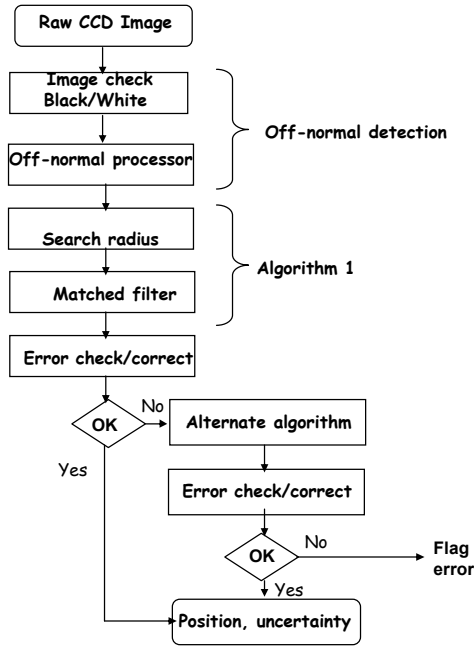 Raw CCD Image
Image check
Black/White
Off-normal detection
Off-normal processor
Search radius
Algorithm 1
Matched filter
Error check/correct
OK
No
Alternate algorithm
Yes
Error check/correct
OK
No
Flag
error
Yes
Position, uncertainty